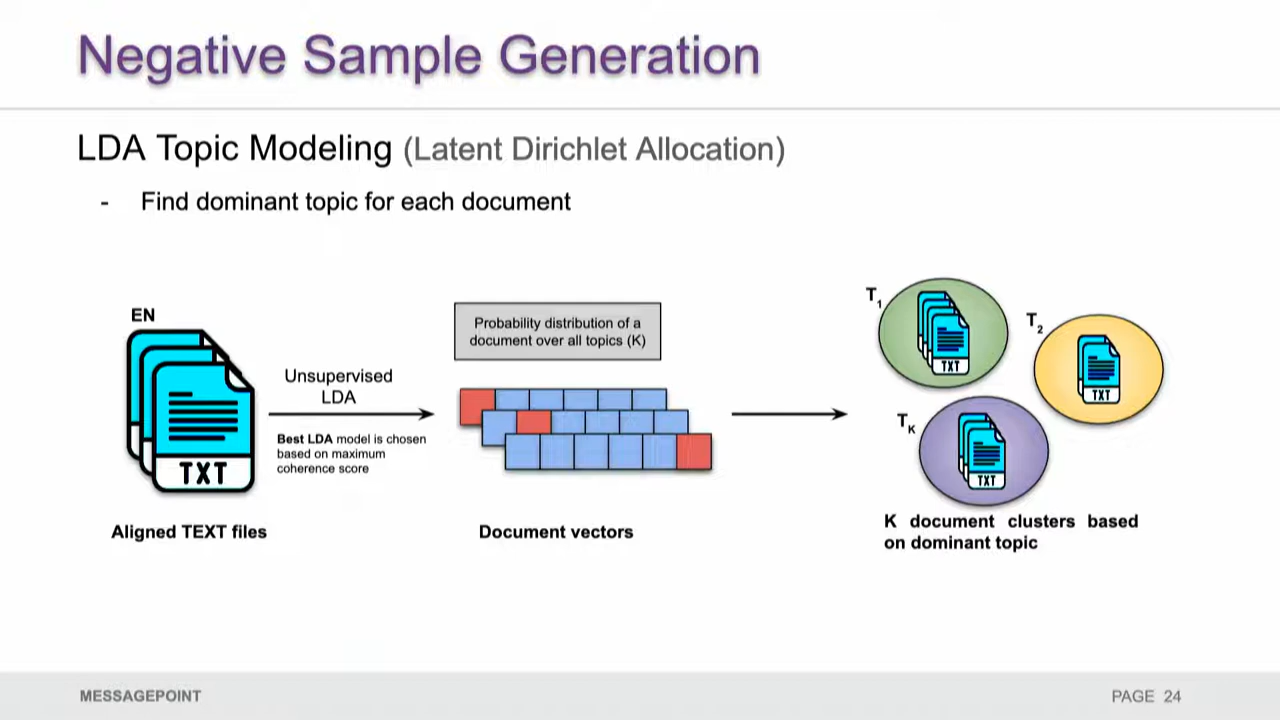 Negative Sample Generation
LDA Topic Modeling (Latent Dirichlet Allocation)
- Find dominant topic for each document
EN
TXT
Aligned TEXT files
Unsupervised
LDA
Best LDA model is chosen
based on maximum
coherence score
Probability distribution of a
document over all topics (K)
Document vectors
T1
TXT
T2
TXT
TK
TXT
K document clusters based
on dominant topic
MESSAGEPOINT
PAGE 24